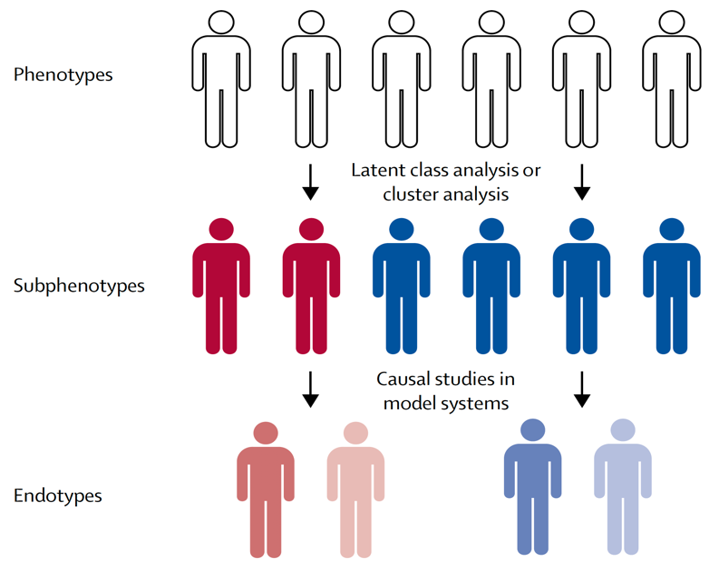 Phenotypes
Latent class analysis or
cluster analysis
Subphenotypes
Causal studies in
model systems
Endotypes